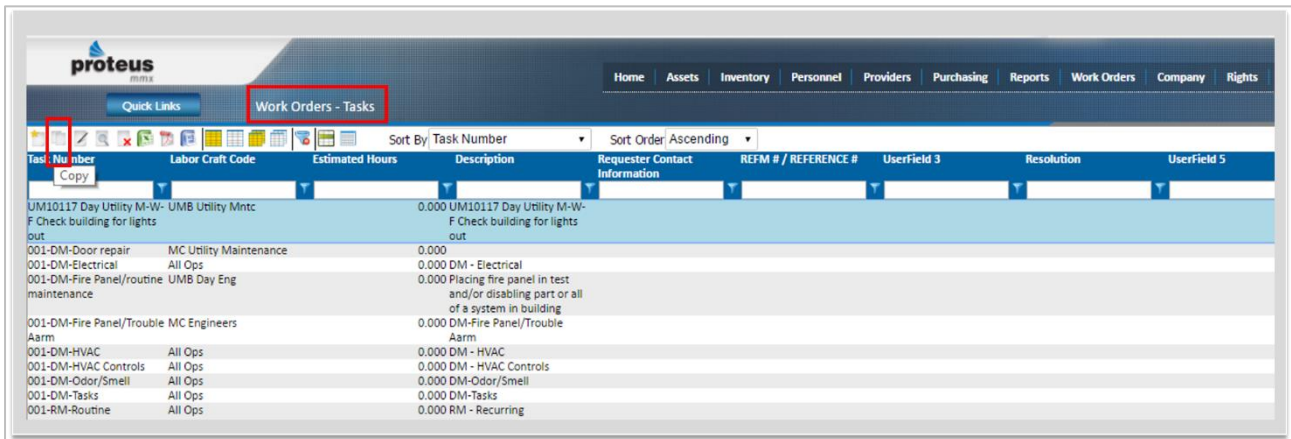 proteus
mmx
Home Assets Inventory Personnel Providers Purchasing Reports Work Orders Company Rights
Quick Links Work Orders - Tasks
Sort By Task Number Sort Order Ascending
Task Number Labor Craft Code Estimated Hours Description Requester Contact REFM # / REFERENCE # UserField 3 Resolution UserField 5
Information
Copy
UM10117 Day Utility M-W- UMB Utility Mntc 0.000 UM10117 Day Utility M-W-
F Check building for lights F Check building for lights
out out
001-DM-Door repair MC Utility Maintenance 0.000
001-DM-Electrical All Ops 0.000 DM - Electrical
001-DM-Fire Panel/routine UMB Day Eng 0.000 Placing fire panel in test
maintenance and/or disabling part or all
of a system in building
001-DM-Fire Panel/Trouble MC Engineers 0.000 DM-Fire Panel/Trouble
Aarm Aarm
001-DM-HVAC All Ops 0.000 DM - HVAC
001-DM-HVAC Controls All Ops 0.000 DM - HVAC Controls
001-DM-Odor/Smell All Ops 0.000 DM-Odor/Smell
001-DM-Tasks All Ops 0.000 DM-Tasks
001-RM-Routine All Ops 0.000 RM - Recurring